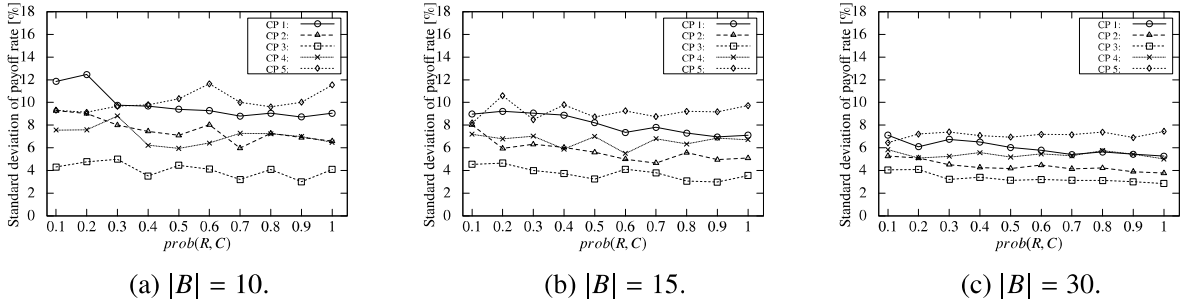 Standard deviation of payoff rate [%]
18
16
14
12
10
8
6
4
2
0
CP 1:
CP 2:
CP 3:
CP 4:
CP 5:
0.1 0.2 0.3 0.4 0.5 0.6 0.7 0.8 0.9 1
prob(R, C)
(a) |B| = 10.
Standard deviation of payoff rate [%]
18
16
14
12
10
8
6
4
2
0
CP 1:
CP 2:
CP 3:
CP 4:
CP 5:
0.1 0.2 0.3 0.4 0.5 0.6 0.7 0.8 0.9 1
prob(R, C)
(b) |B| = 15.
Standard deviation of payoff rate [%]
18
16
14
12
10
8
6
4
2
0
CP 1:
CP 2:
CP 3:
CP 4:
CP 5:
0.1 0.2 0.3 0.4 0.5 0.6 0.7 0.8 0.9 1
prob(R, C)
(c) |B| = 30.